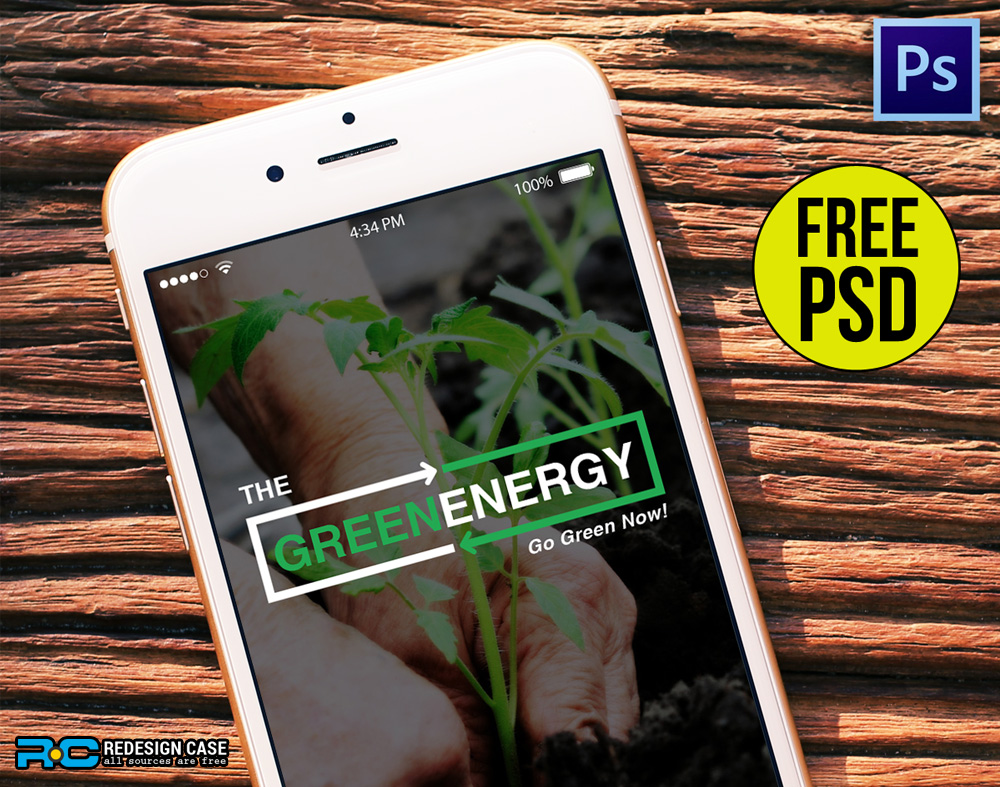 Ps
FREE
PSD
100%
4:34 PM
THE
GREENENERGY
Go Green Now!
RC REDESIGN CASE
all sources are free